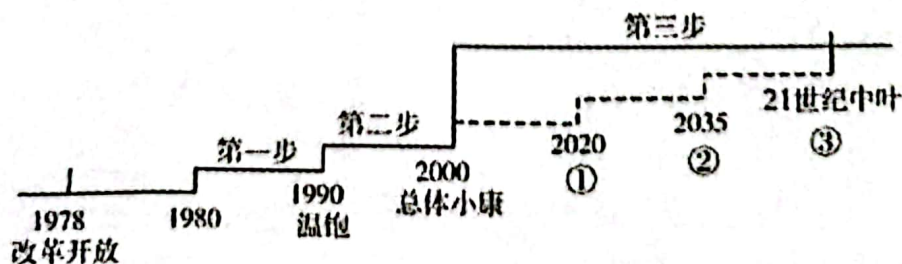 第三步
第二步
第一步
21世纪中叶
③
2035
②
2020
①
2000
总体小康
1990
温饱
1980
1978
改革开放